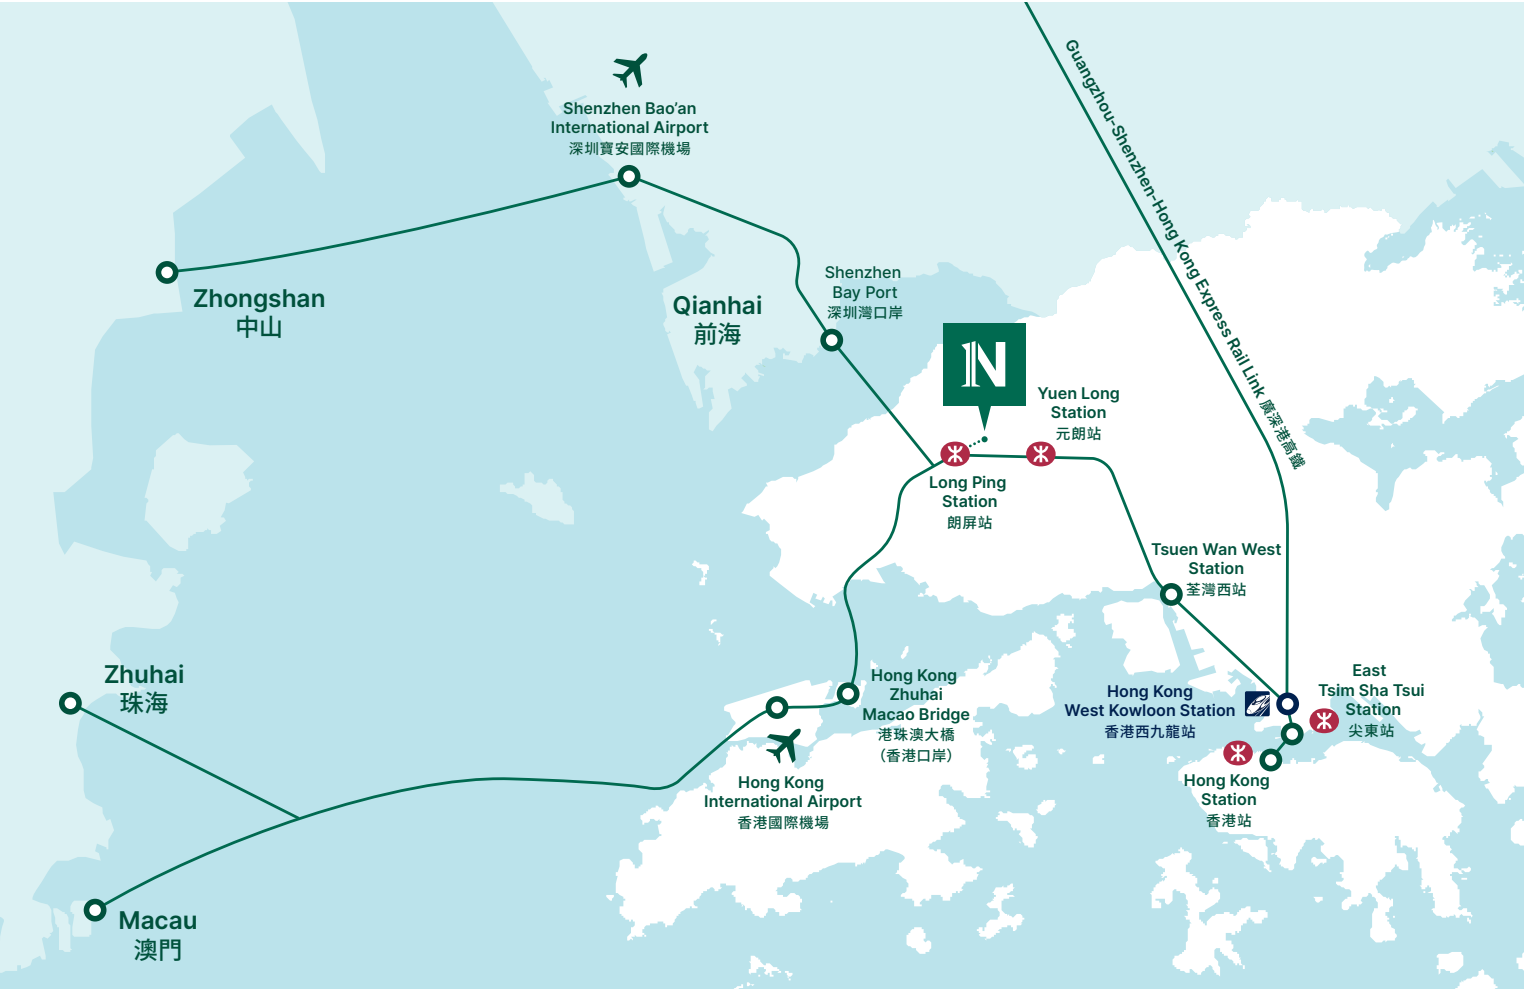 Shenzhen Bao’an
International Airport
深圳寶安國際機場
Guangzhou-Shenzhen-Hong Kong Express Rail Link 廣深港高鐵
Zhongshan
中山
Qianhai
前海
Shenzhen
Bay Port
深圳灣口岸
N
Yuen Long
Station
元朗站
Long Ping
Station
朗屏站
Tsuen Wan West
Station
荃灣西站
Zhuhai
珠海
Hong Kong
Zhuhai
Macao Bridge
港珠澳大橋
（香港口岸）
Hong Kong
West Kowloon Station
香港西九龍站
East
Tsim Sha Tsui
Station
尖東站
Hong Kong
International Airport
香港國際機場
Hong Kong
Station
香港站
Macau
澳門